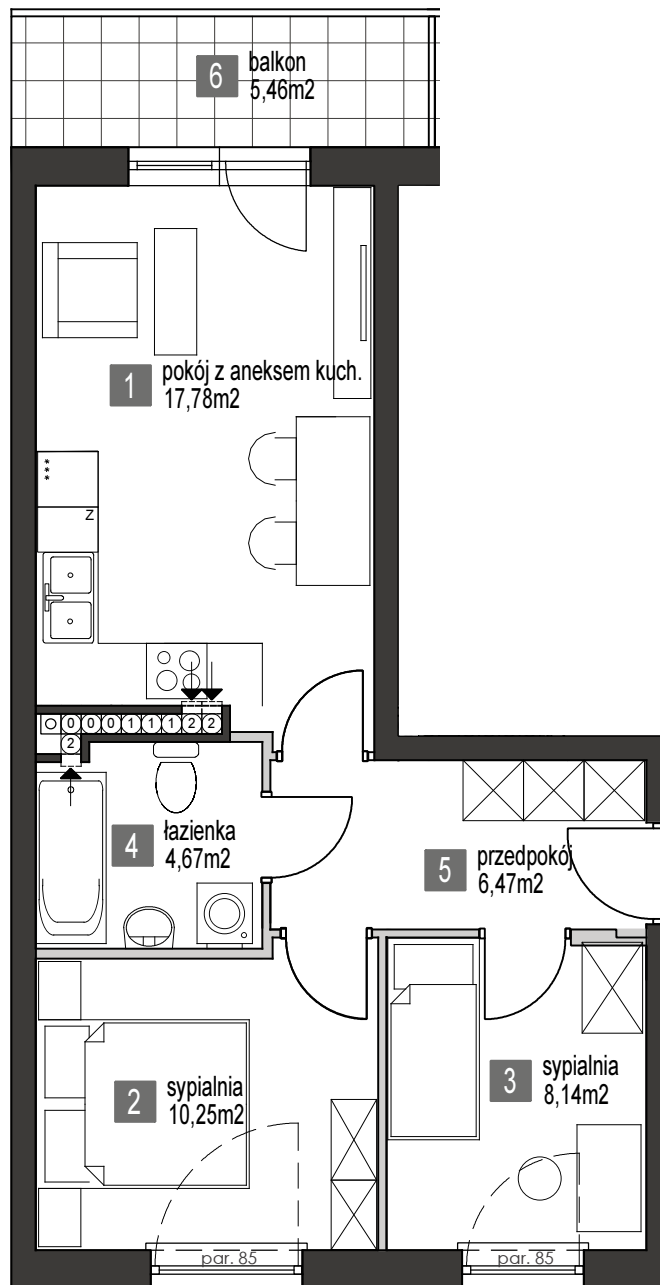 6
balkon
5,46m2
1
pokój z aneksem kuch.
17,78m2
***
Z
0 0 0 1 1 1 2 2
2
4
łazienka
4,67m2
5
przedpokój
6,47m2
2
sypialnia
10,25m2
3
sypialnia
8,14m2
par. 85
par. 85